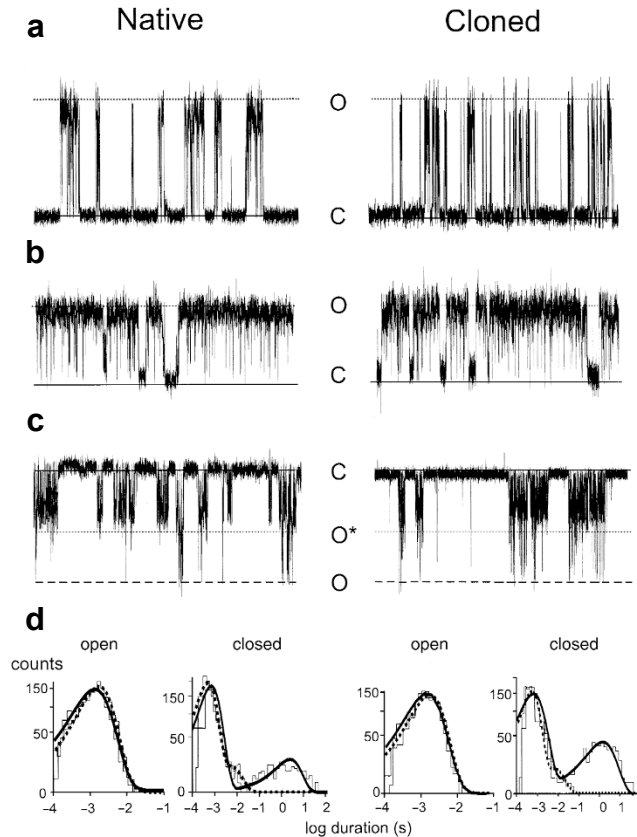 a
Native Cloned
O
C
b
O
C
c
C
O*
O
d
open closed open closed
counts
150 150 150 150
50 50 50 50
0 0 0 0
-4 -3 -2 -1 -4 -3 -2 -1 0 1 2 -4 -3 -2 -1 -4 -3 -2 -1 0 1
log duration (s)